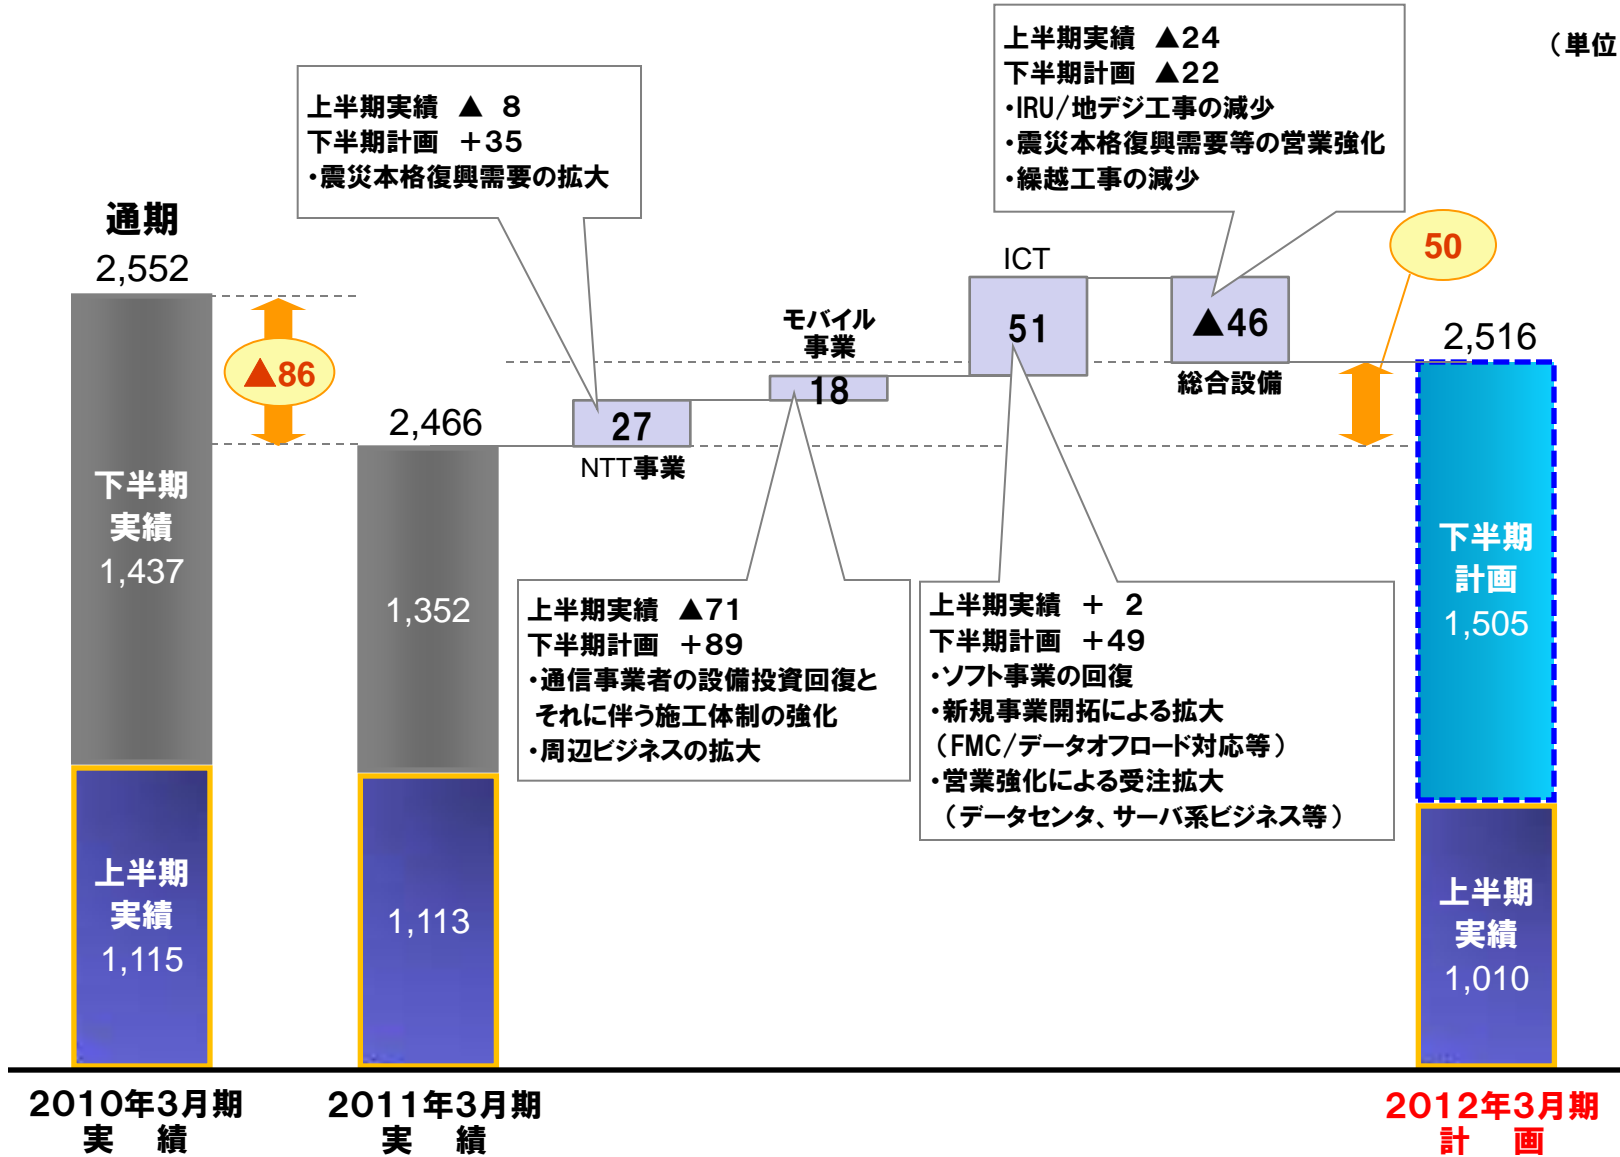 （単位
上半期実績 ▲24
下半期計画 ▲22
・IRU/地デジ工事の減少
・震災本格復興需要等の営業強化
・繰越工事の減少
上半期実績 ▲ 8
下半期計画 ＋35
・震災本格復興需要の拡大
通期
2,552
▲86
2,466
27
NTT事業
モバイル
事業
18
ICT
51
▲46
総合設備
50
2,516
下半期
実績
1,437
1,352
上半期実績 ▲71
下半期計画 ＋89
・通信事業者の設備投資回復と
それに伴う施工体制の強化
・周辺ビジネスの拡大
上半期実績 ＋ 2
下半期計画 ＋49
・ソフト事業の回復
・新規事業開拓による拡大
（FMC/データオフロード対応等）
・営業強化による受注拡大
（データセンタ、サーバ系ビジネス等）
下半期
計画
1,505
上半期
実績
1,115
1,113
上半期
実績
1,010
2010年3月期
実 績
2011年3月期
実 績
2012年3月期
計 画